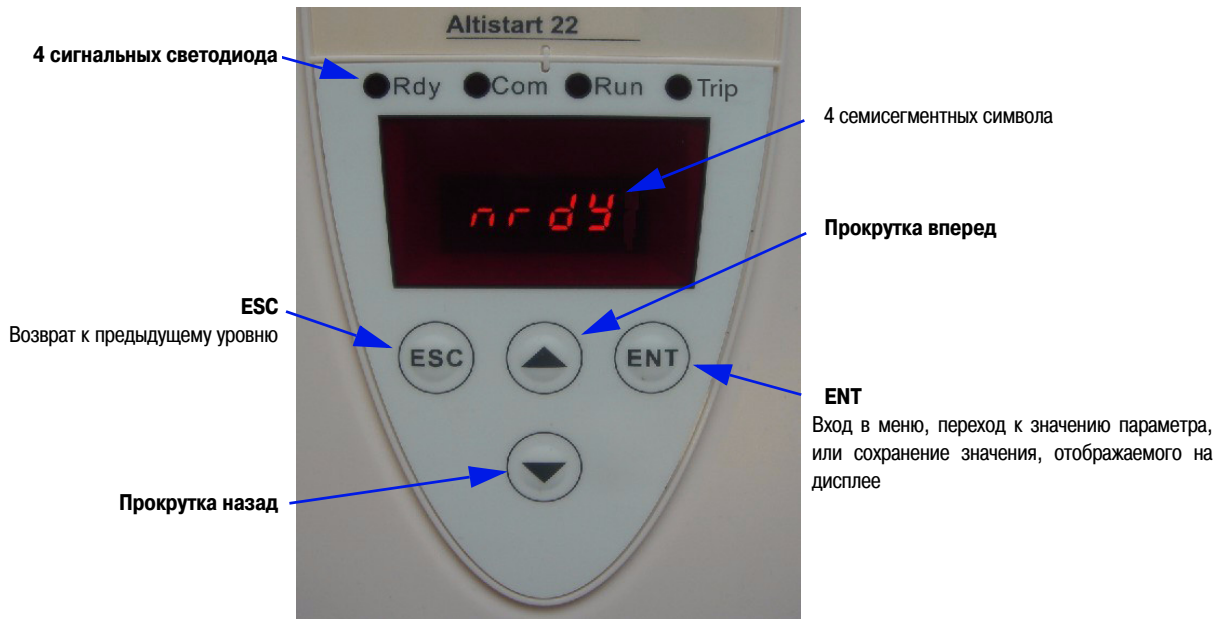 Altistart 22
4 сигнальных светодиода
Rdy Com Run Trip
4 семисегментных символа
nrdY
Прокрутка вперед
ESC
Возврат к предыдущему уровню
ESC
ENT
ENT
Вход в меню, переход к значению параметра,
или сохранение значения, отображаемого на
дисплее
Прокрутка назад